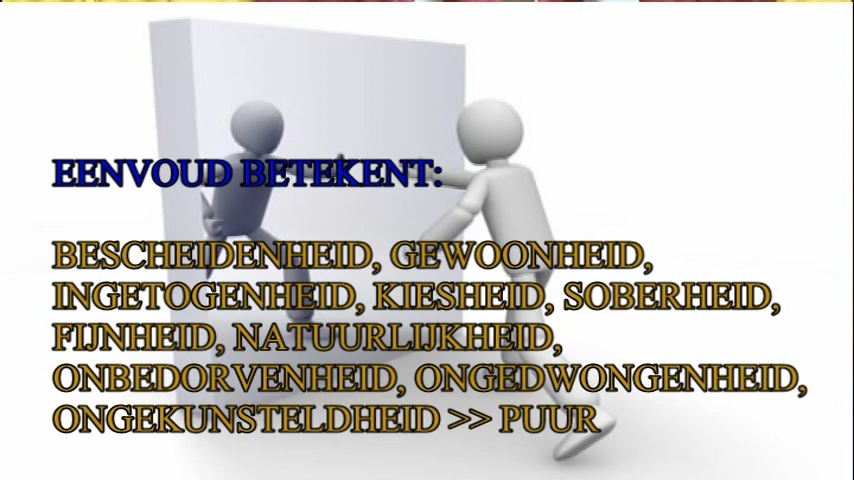 EENVOUD BETEKENT:
BESCHEIDENHEID, GEWOONHEID,
INGETOGENHEID, KIESHEID, SOBERHEID,
FIJNHEID, NATUURLIJKHEID,
ONBEDORVENHEID, ONGEDWONGENHEID,
ONGEKUNSTELDHEID >> PUUR